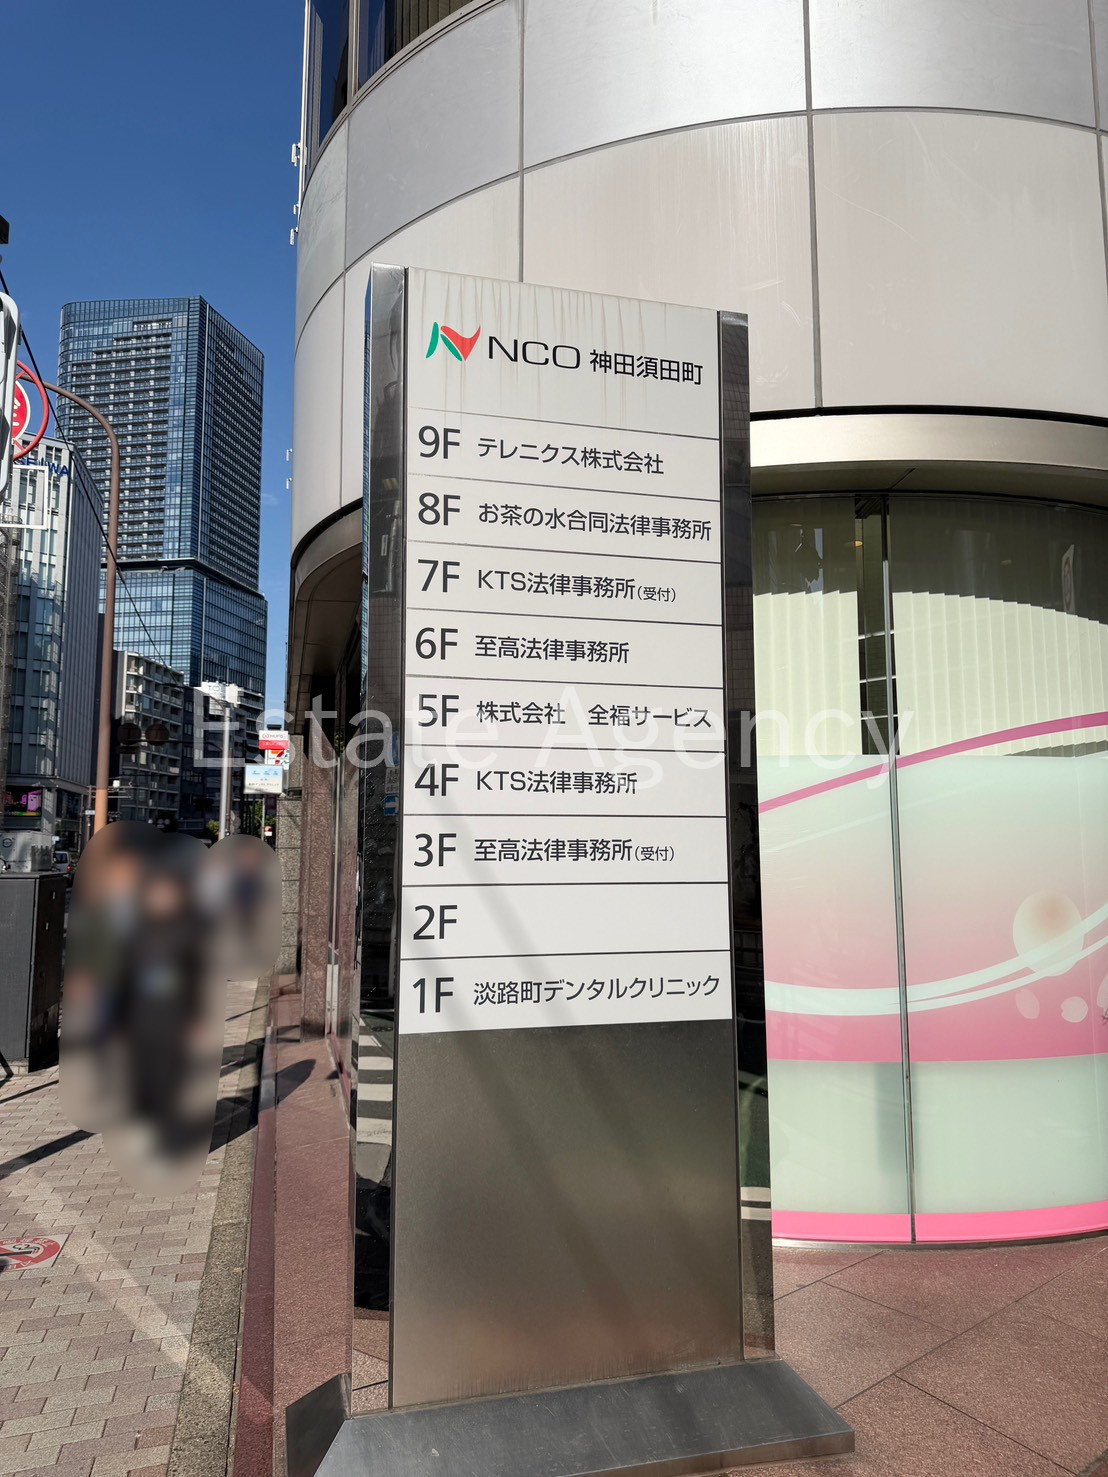 NCO 神田須田町
9F テレニクス株式会社
8F お茶の水合同法律事務所
7F KTS法律事務所(受付)
6F 至高法律事務所
5F 株式会社　全福サービス
4F KTS法律事務所
3F 至高法律事務所(受付)
2F
1F 淡路町デンタルクリニック
Estate Agency